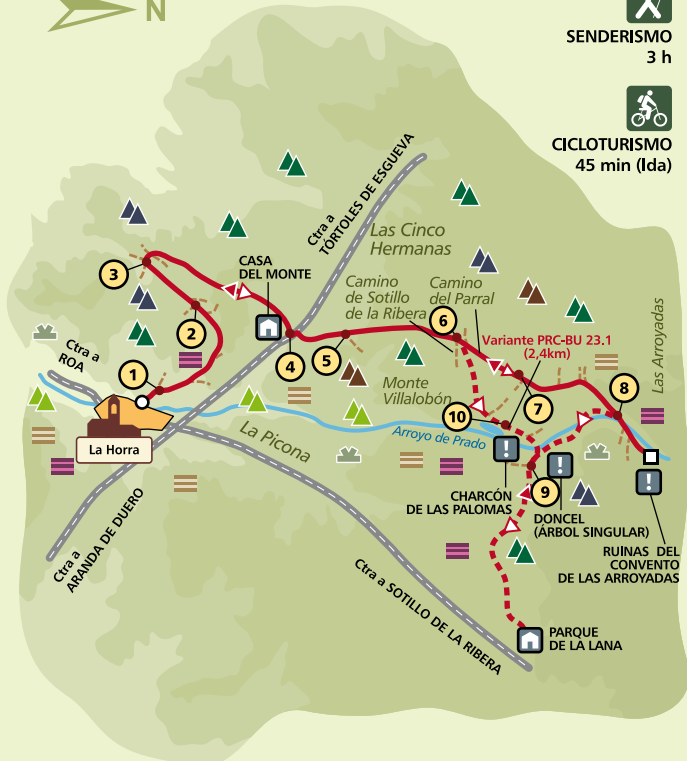 N
SENDERISMO
3 h
CICLOTURISMO
45 min (Ida)
Ctra a
TÓRTOLES DE ESGUEVA
Las Cinco
Hermanas
CASA
DEL MONTE
3
Camino
de Sotillo
de la Ribera
Camino
del Parral
Las Arroyadas
2
6
Variante PRC-BU 23.1
(2,4km)
Ctra a
ROA
4
5
1
Monte
Villalobón
7
8
10
La Horra
La Picona
Arroyo de Prado
!
!
!
9
CHARCÓN
DE LAS PALOMAS
DONCEL
(ÁRBOL SINGULAR)
RUINAS DEL
CONVENTO
DE LAS ARROYADAS
Ctra a
ARANDA DE DUERO
Ctra a SOTILLO DE LA RIBERA
PARQUE
DE LA LANA